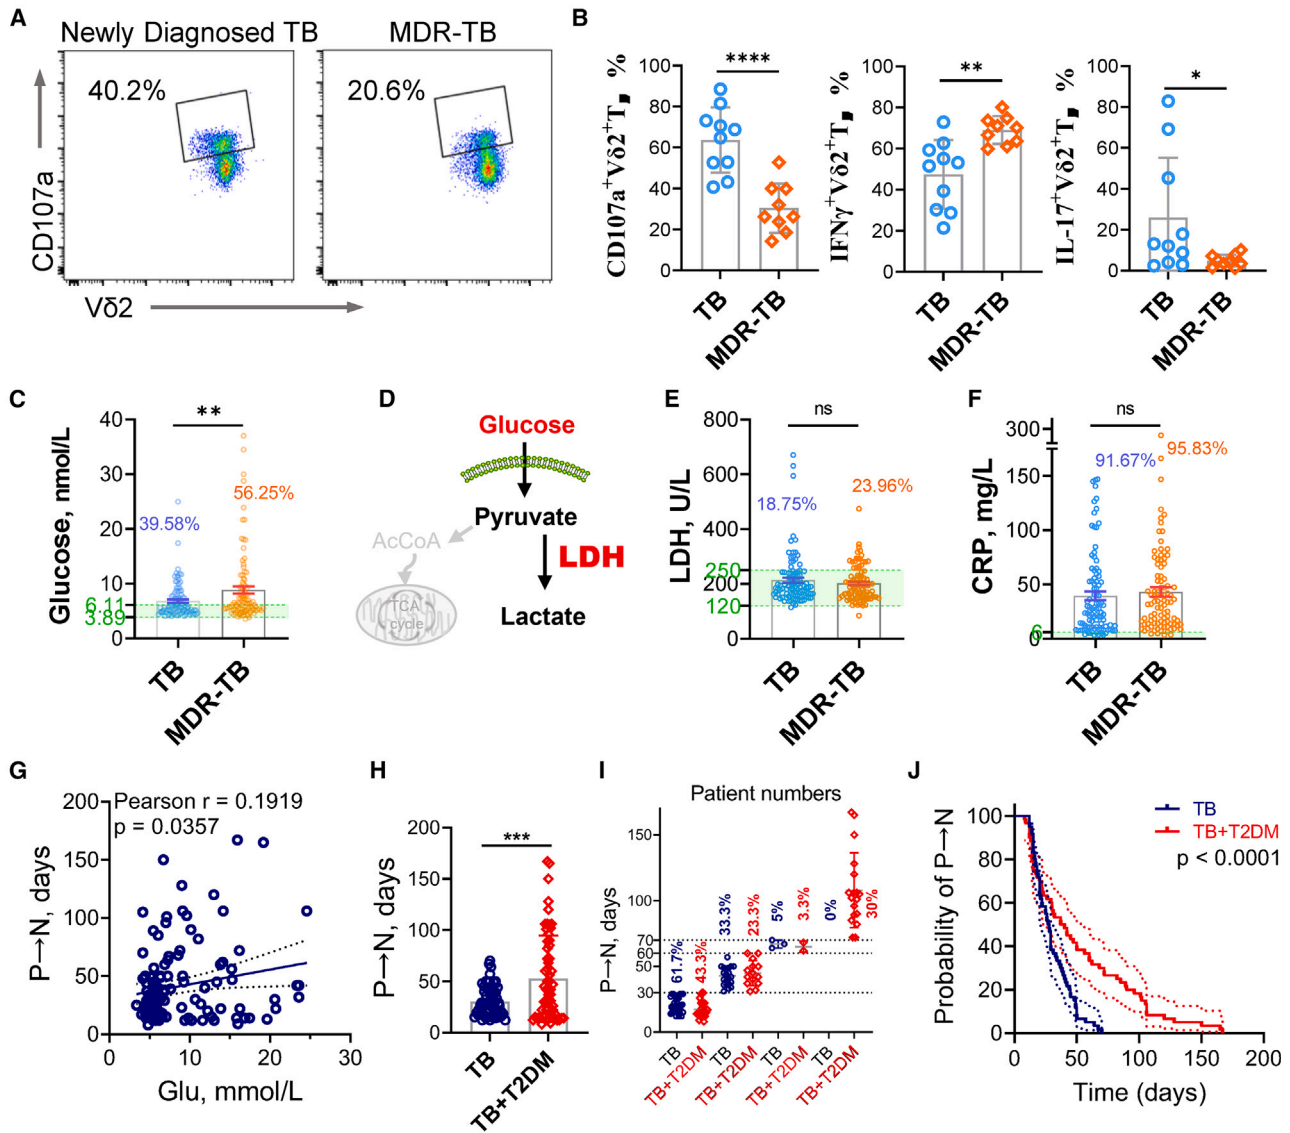 A
Newly Diagnosed TB
MDR-TB
40.2%
20.6%
CD107a
Vδ2
B
CD107a⁺Vδ2⁺T, %
100
80
60
40
20
0
****
TB
MDR-TB
IFNγ⁺Vδ2⁺T, %
100
80
60
40
20
0
**
TB
MDR-TB
IL-17⁺Vδ2⁺T, %
100
80
60
40
20
0
*
TB
MDR-TB
C
Glucose, nmol/L
40
30
20
10
6.11
3.89
0
**
39.58%
56.25%
TB
MDR-TB
D
Glucose
Pyruvate
AcCoA
LDH
TCA
cycle
Lactate
E
LDH, U/L
800
600
400
250
200
120
0
ns
18.75%
23.96%
TB
MDR-TB
F
CRP, mg/L
300
150
100
50
6
0
ns
91.67%
95.83%
TB
MDR-TB
G
P→N, days
200
150
100
50
0
Pearson r = 0.1919
p = 0.0357
0
10
20
30
Glu, mmol/L
H
P→N, days
200
150
100
50
0
***
TB
TB+T2DM
I
Patient numbers
P→N, days
150
100
70
60
50
30
0
61.7%
43.3%
33.3%
23.3%
5%
3.3%
0%
30%
TB
TB+T2DM
TB
TB+T2DM
TB
TB+T2DM
TB
TB+T2DM
J
Probability of P→N
100
80
60
40
20
0
TB
TB+T2DM
p < 0.0001
0
50
100
150
200
Time (days)